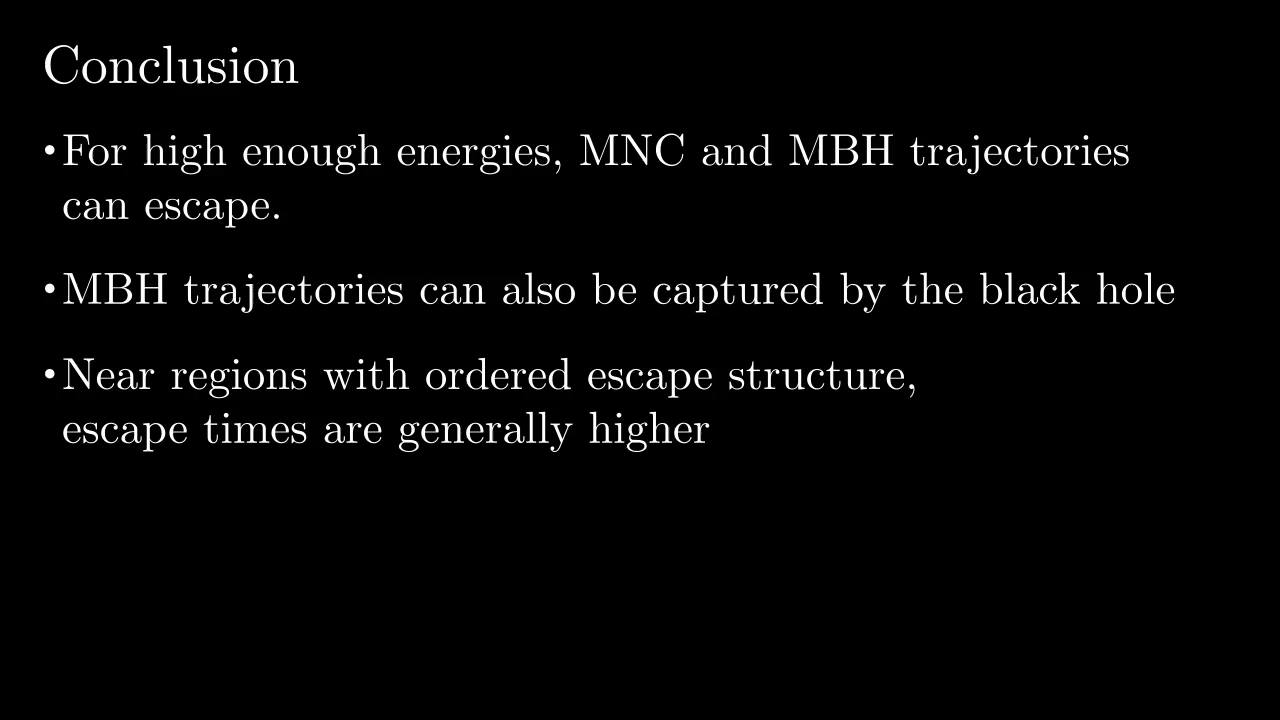 Conclusion
•For high enough energies, MNC and MBH trajectories
can escape.
•MBH trajectories can also be captured by the black hole
•Near regions with ordered escape structure,
escape times are generally higher